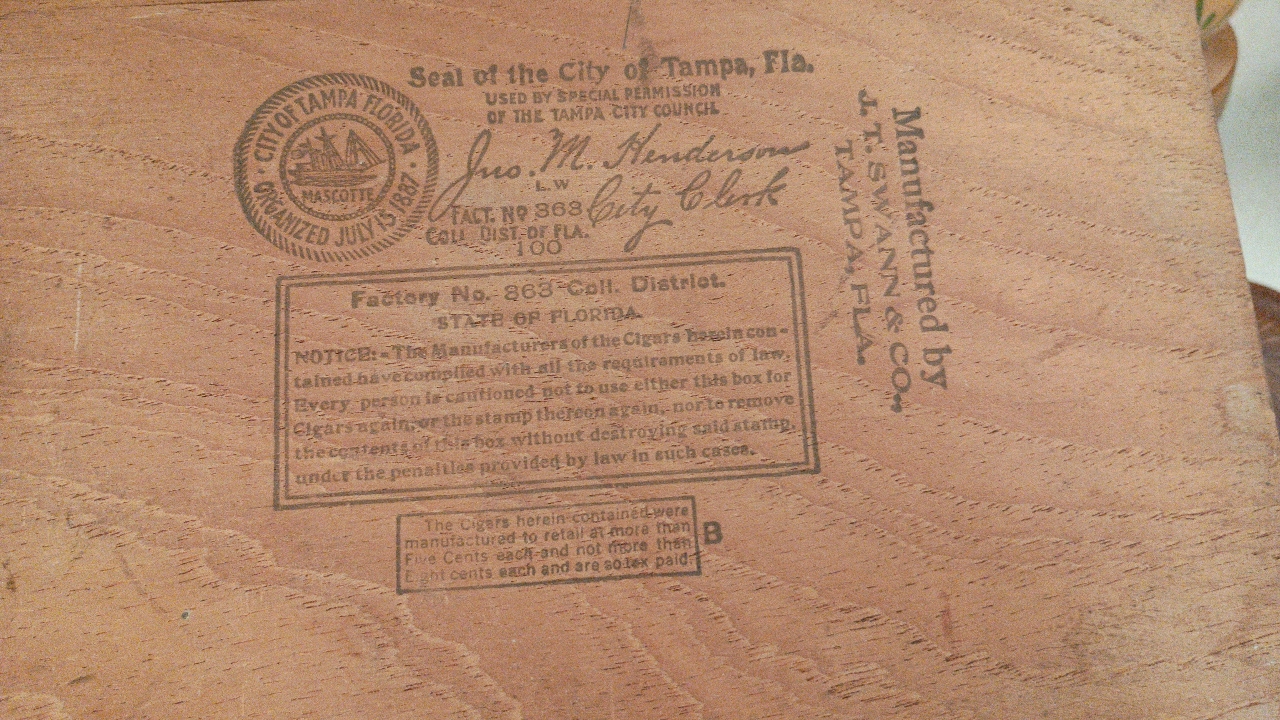 CITY OF TAMPA FLORIDA
MASCOTTE
ORGANIZED JULY 15 1887
Seal of the City of Tampa, Fla.
USED BY SPECIAL PERMISSION
OF THE TAMPA CITY COUNCIL
Jno. M. Henderson
L.W
City Clerk
FACT. NO 363
COLL DIST. OF FLA.
100
Manufactured by
J. T. SWANN & CO.,
TAMPA, FLA.
Factory No. 363 Coll. District.
STATE OF FLORIDA.
NOTICE:-The Manufacturers of the Cigars herein con-
tained have complied with all the requirements of law.
Every person is cautioned not to use either this box for
Cigars again, or the stamp thereon again, nor to remove
the contents of this box without destroying said stamp,
under the penalties provided by law in such cases.
The Cigars herein contained were
manufactured to retail at more than
Five Cents each and not more than
Eight cents each and are so tax paid.
B